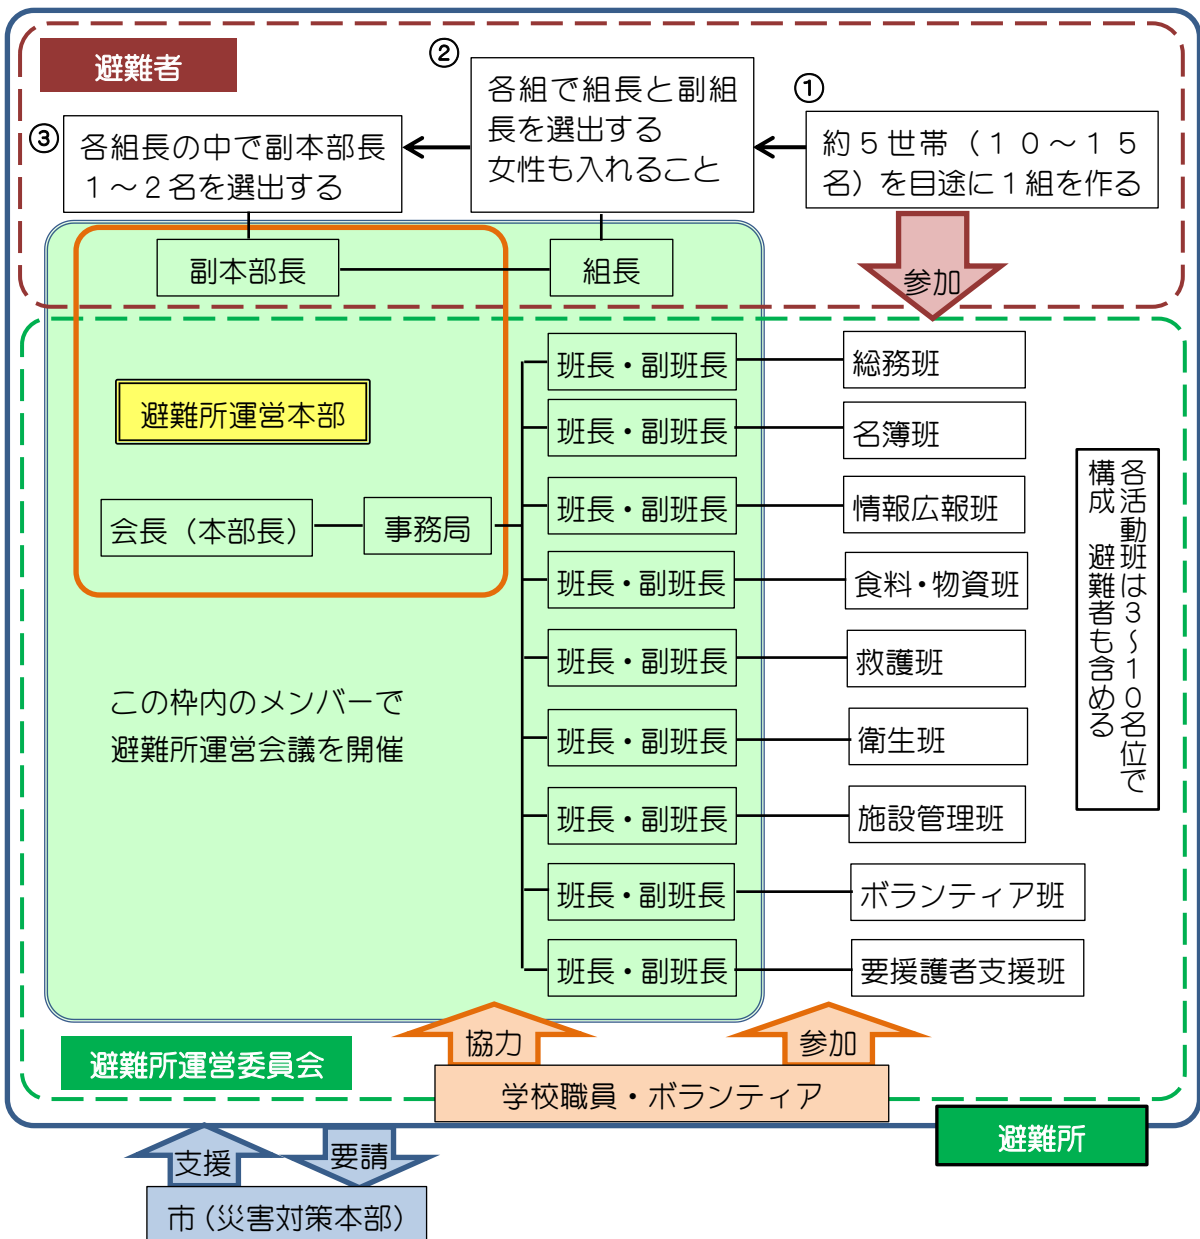 避難者
②
各組で組長と副組
長を選出する
女性も入れること
①
約５世帯（１０～１５
名）を目途に１組を作る
③
各組長の中で副本部長
１～２名を選出する
副本部長
組長
参加
避難所運営本部
会長（本部長）
事務局
班長・副班長
総務班
班長・副班長
名簿班
班長・副班長
情報広報班
班長・副班長
食料・物資班
班長・副班長
救護班
班長・副班長
衛生班
班長・副班長
施設管理班
班長・副班長
ボランティア班
班長・副班長
要援護者支援班
各活動班は３～１０名位で
構成　避難者も含める
この枠内のメンバーで
避難所運営会議を開催
協力
参加
避難所運営委員会
学校職員・ボランティア
避難所
支援
要請
市（災害対策本部）